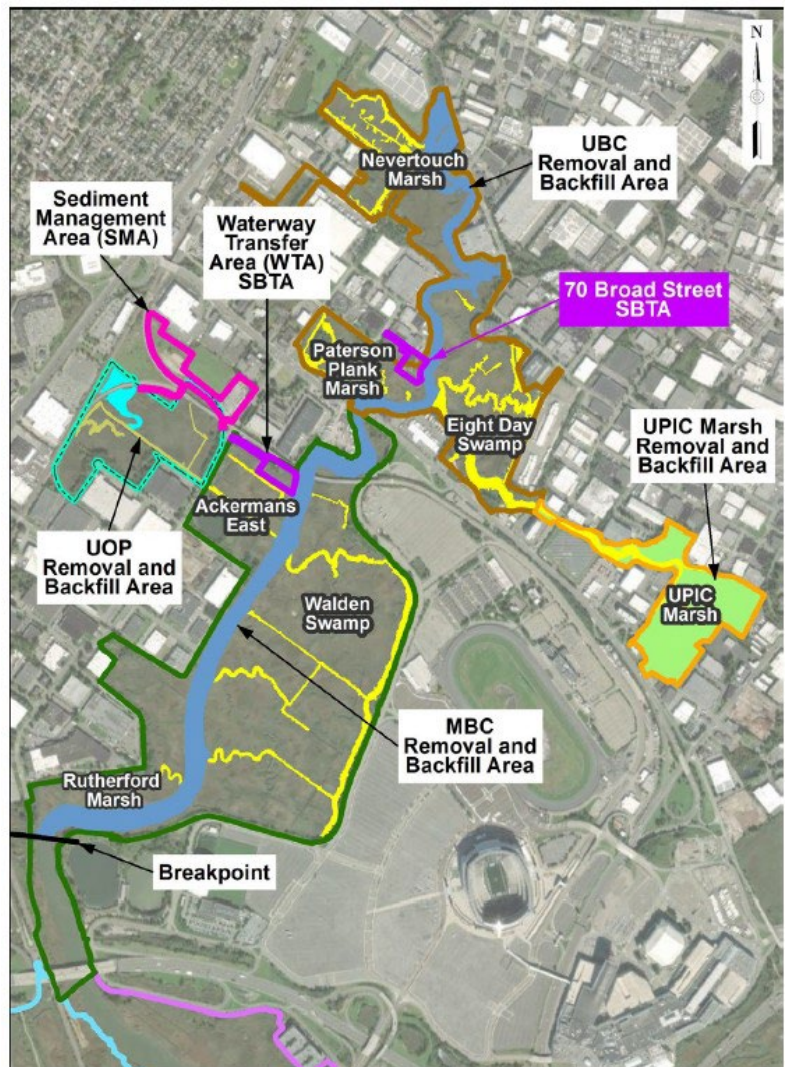 N
Nevertouch
Marsh
UBC
Removal and
Backfill Area
Sediment
Management
Area (SMA)
Waterway
Transfer
Area (WTA)
SBTA
70 Broad Street
SBTA
Paterson
Plank
Marsh
Eight Day
Swamp
UPIC Marsh
Removal and
Backfill Area
Ackermans
East
UOP
Removal and
Backfill Area
Walden
Swamp
UPIC
Marsh
MBC
Removal and
Backfill Area
Rutherford
Marsh
Breakpoint